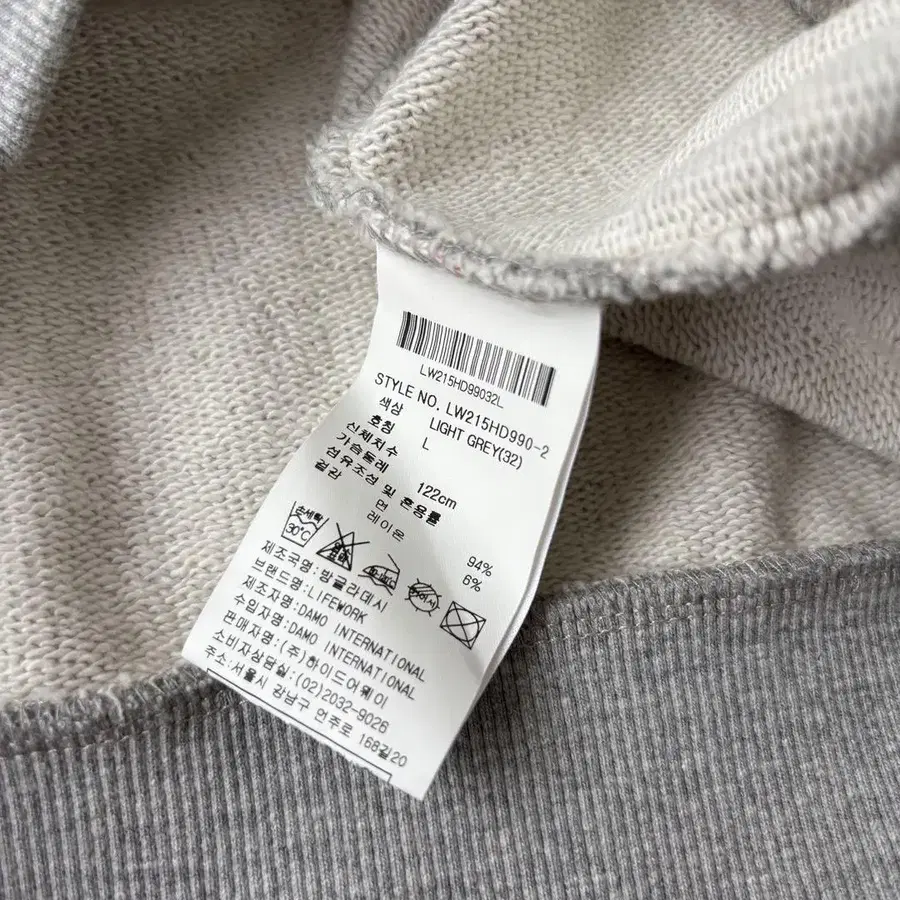 LW215HD99032L
STYLE NO. LW215HD990-2
색상 LIGHT GREY(32)
호칭 L
신체치수
가슴둘레 122cm
섬유조성 및 혼용률
겉감 면 94%
레이온 6%
손세탁
30℃
제조국명:방글라데시
브랜드명:LIFEWORK
제조자명:DAMO INTERNATIONAL
수입자명:DAMO INTERNATIONAL
판매자명:(주)하이드어웨이
소비자상담실:(02)2032-9026
주소:서울시 강남구 언주로 168길20